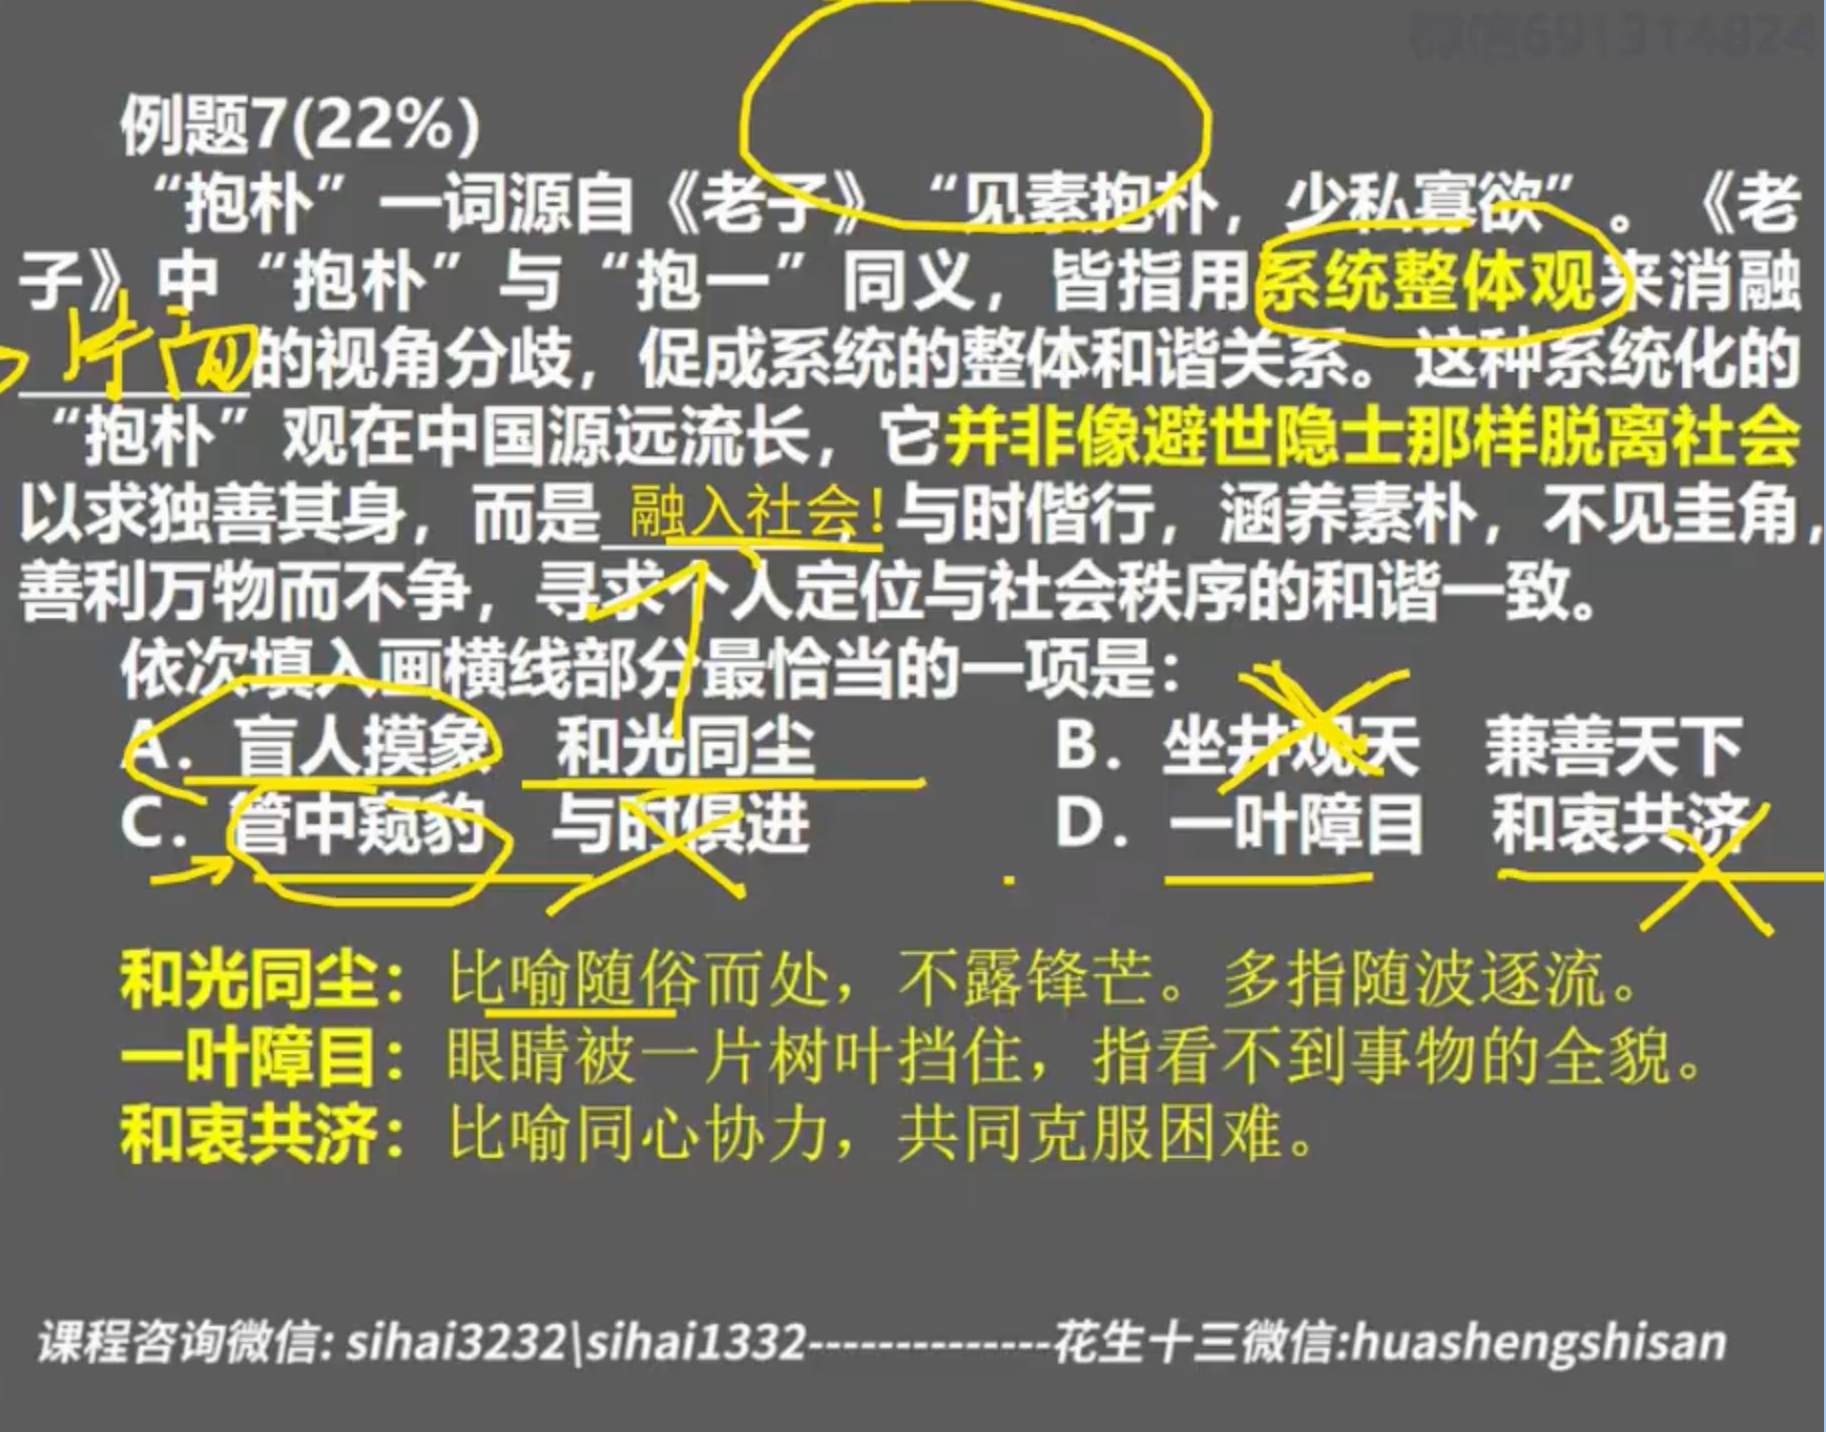 微信691314824
例题7(22%)
“抱朴”一词源自《老子》“见素抱朴，少私寡欲”。《老
子》中“抱朴”与“抱一”同义，皆指用系统整体观来消融
片面的视角分歧，促成系统的整体和谐关系。这种系统化的
“抱朴”观在中国源远流长，它并非像避世隐士那样脱离社会
以求独善其身，而是 融入社会！与时偕行，涵养素朴，不见圭角，
善利万物而不争，寻求个人定位与社会秩序的和谐一致。
依次填入画横线部分最恰当的一项是：
A．盲人摸象 和光同尘 B．坐井观天 兼善天下
C．管中窥豹 与时俱进 D．一叶障目 和衷共济
和光同尘：比喻随俗而处，不露锋芒。多指随波逐流。
一叶障目：眼睛被一片树叶挡住，指看不到事物的全貌。
和衷共济：比喻同心协力，共同克服困难。
课程咨询微信: sihai3232\sihai1332--------------花生十三微信:huashengshisan